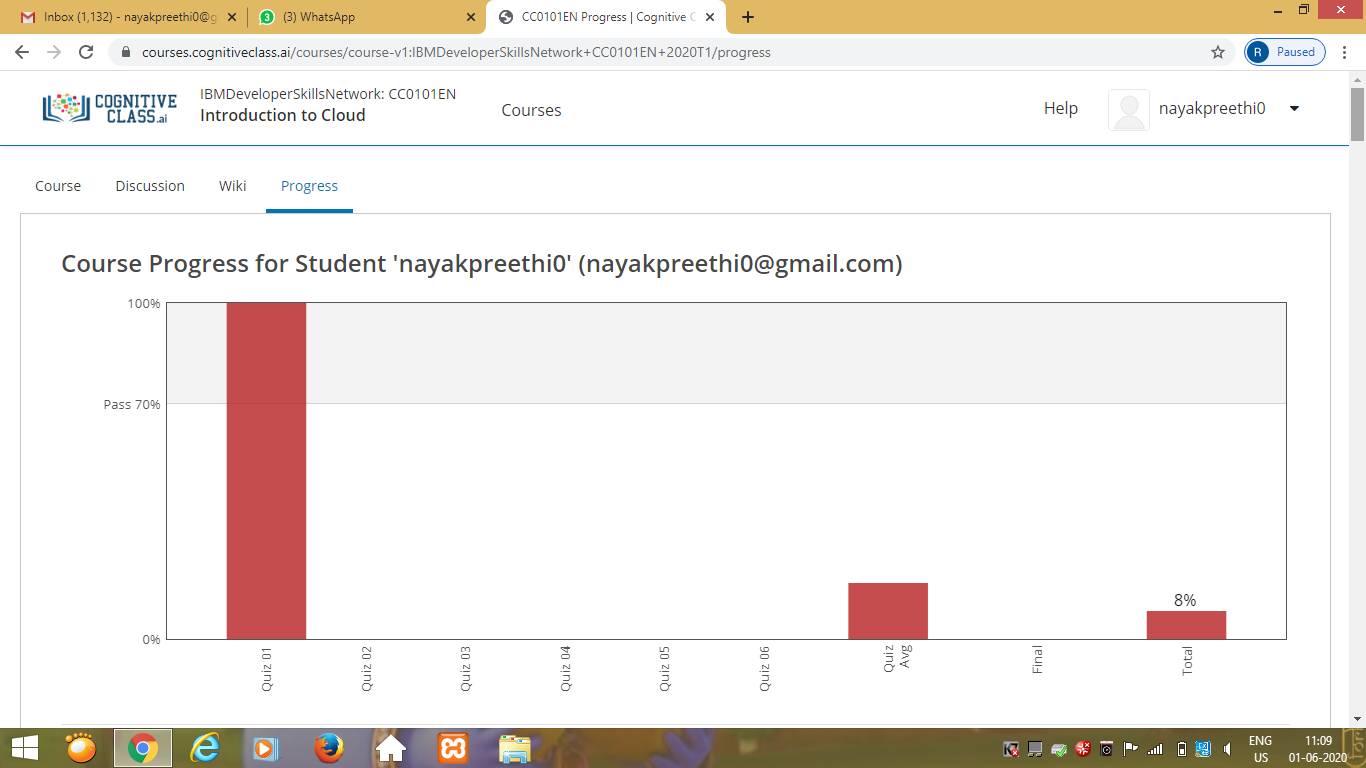 Inbox (1,132) - nayakpreethi0@g
(3) WhatsApp
CC0101EN Progress | Cognitive C
courses.cognitiveclass.ai/courses/course-v1:IBMDeveloperSkillsNetwork+CC0101EN+2020T1/progress
R Paused
COGNITIVE
CLASS.ai
IBMDeveloperSkillsNetwork: CC0101EN
Introduction to Cloud
Courses
Help
nayakpreethi0
Course
Discussion
Wiki
Progress
Course Progress for Student 'nayakpreethi0' (nayakpreethi0@gmail.com)
100%
Pass 70%
0%
8%
Quiz 01
Quiz 02
Quiz 03
Quiz 04
Quiz 05
Quiz 06
Quiz
Avg
Final
Total
ENG
US
11:09
01-06-2020